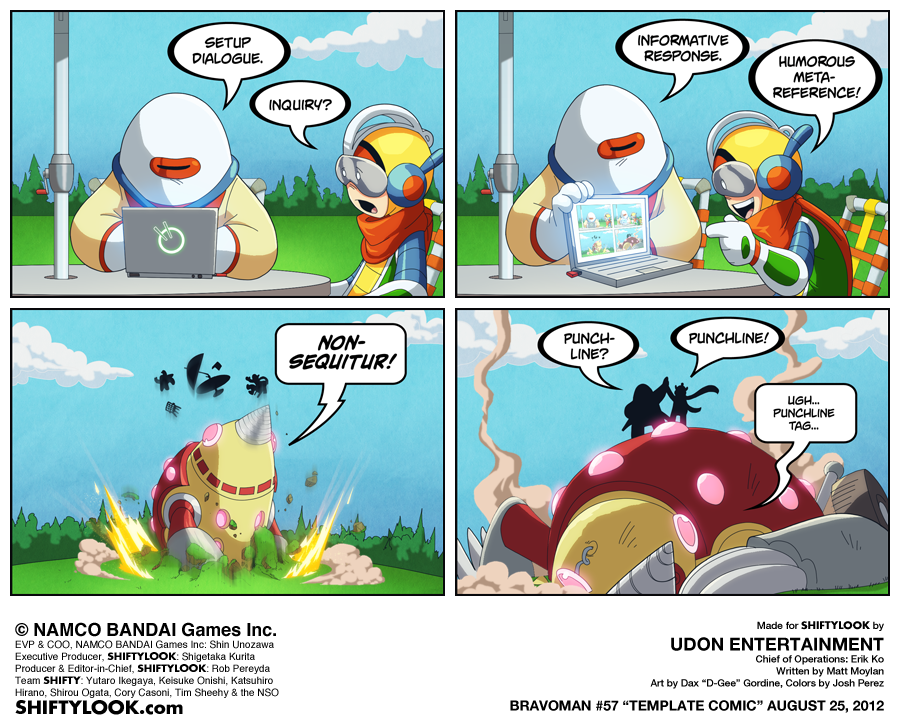 SETUP
DIALOGUE.
INQUIRY?
INFORMATIVE
RESPONSE.
HUMOROUS
META-
REFERENCE!
NON-
SEQUITUR!
PUNCH-
LINE?
PUNCHLINE!
UGH...
PUNCHLINE
TAG...
© NAMCO BANDAI Games Inc.
EVP & COO, NAMCO BANDAI Games Inc: Shin Unozawa
Executive Producer, SHIFTYLOOK: Shigetaka Kurita
Producer & Editor-in-Chief, SHIFTYLOOK: Rob Pereyda
Team SHIFTY: Yutaro Ikegaya, Keisuke Onishi, Katsuhiro
Hirano, Shirou Ogata, Cory Casoni, Tim Sheehy & the NSO
SHIFTYLOOK.com
Made for SHIFTYLOOK by
UDON ENTERTAINMENT
Chief of Operations: Erik Ko
Written by Matt Moylan
Art by Dax “D-Gee” Gordine, Colors by Josh Perez
BRAVOMAN #57 “TEMPLATE COMIC” AUGUST 25, 2012